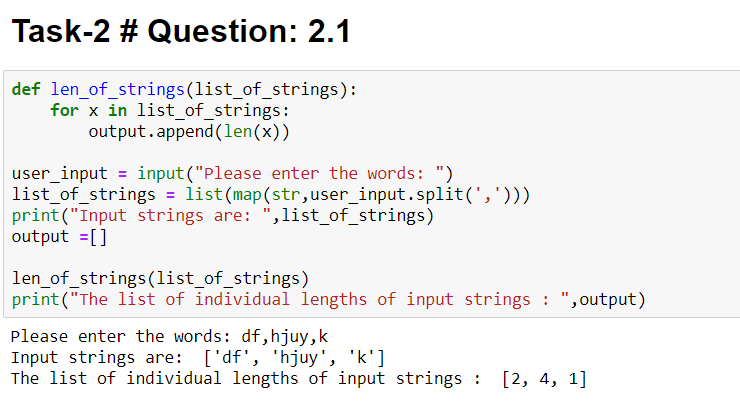 Task-2 # Question: 2.1
def len_of_strings(list_of_strings):
    for x in list_of_strings:
        output.append(len(x))
user_input = input("Please enter the words: ")
list_of_strings = list(map(str,user_input.split(',')))
print("Input strings are: ",list_of_strings)
output =[]
len_of_strings(list_of_strings)
print("The list of individual lengths of input strings : ",output)
Please enter the words: df,hjuy,k
Input strings are:  ['df', 'hjuy', 'k']
The list of individual lengths of input strings :  [2, 4, 1]